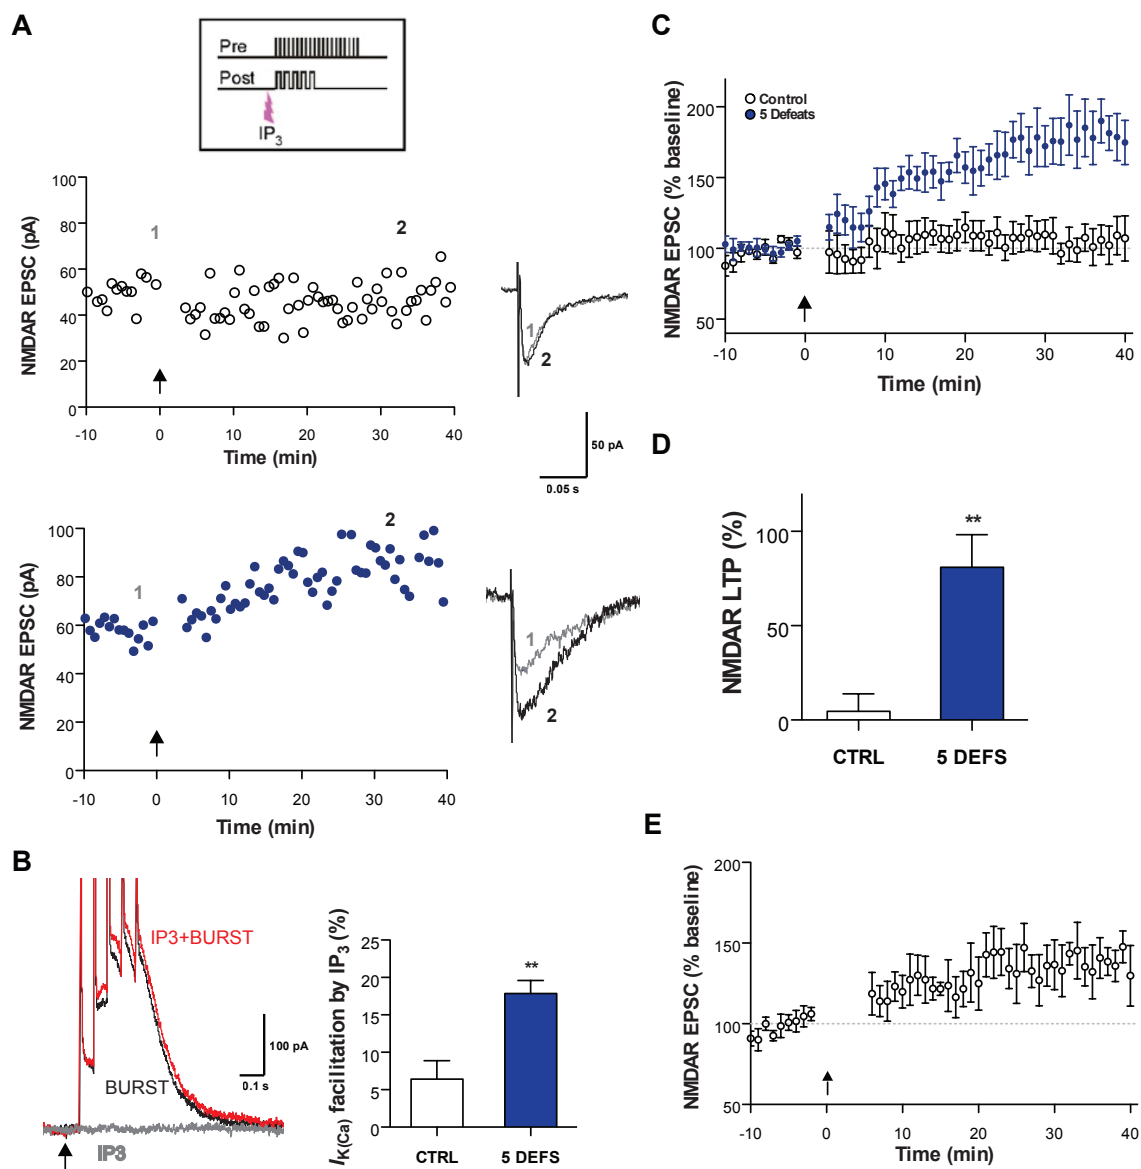 A
Pre
Post
IP3
NMDAR EPSC (pA)
100
80
60
40
20
0
1
2
-10 0 10 20 30 40
Time (min)
1
2
50 pA
0.05 s
NMDAR EPSC (pA)
100
80
60
40
20
0
1
2
-10 0 10 20 30 40
Time (min)
1
2
B
IP3+BURST
BURST
IP3
100 pA
0.1 s
IK(Ca) facilitation by IP3 (%)
25
20
15
10
5
0
**
CTRL 5 DEFS
C
NMDAR EPSC (% baseline)
200
150
100
50
Control
5 Defeats
-10 0 10 20 30 40
Time (min)
D
NMDAR LTP (%)
100
50
0
**
CTRL 5 DEFS
E
NMDAR EPSC (% baseline)
200
150
100
50
-10 0 10 20 30 40
Time (min)